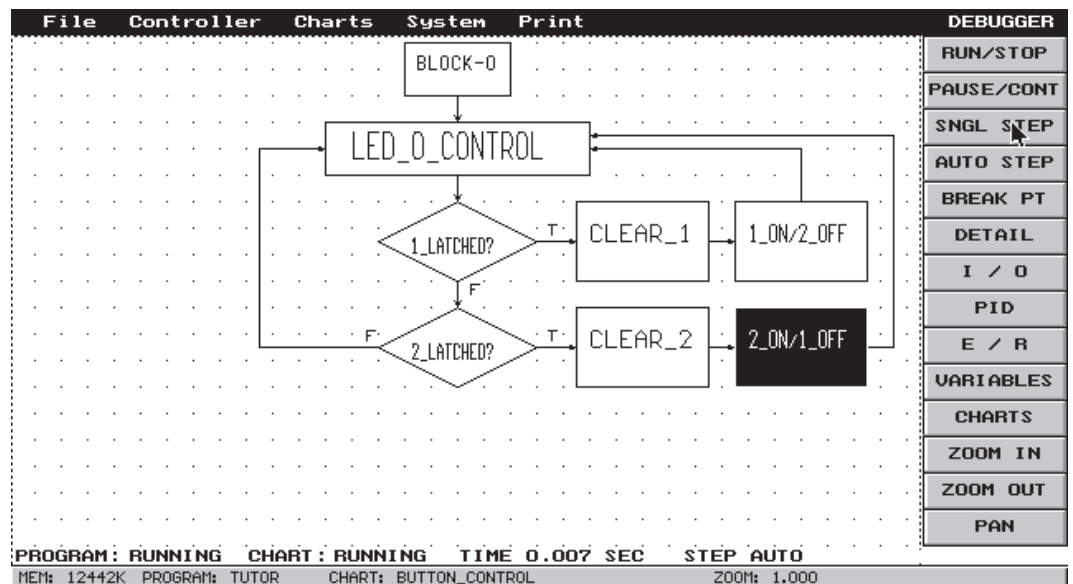 File Controller Charts System Print DEBUGGER
BLOCK-0
LED_0_CONTROL
1_LATCHED?
T
CLEAR_1
1_ON/2_OFF
F
F
2_LATCHED?
T
CLEAR_2
2_ON/1_OFF
RUN/STOP
PAUSE/CONT
SNGL STEP
AUTO STEP
BREAK PT
DETAIL
I / O
PID
E / R
VARIABLES
CHARTS
ZOOM IN
ZOOM OUT
PAN
PROGRAM: RUNNING CHART: RUNNING TIME 0.007 SEC STEP AUTO
MEM: 12442K PROGRAM: TUTOR CHART: BUTTON_CONTROL ZOOM: 1.000